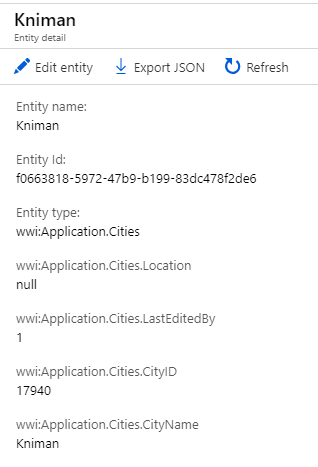 Kniman
Entity detail
Edit entity Export JSON Refresh
Entity name:
Kniman
Entity Id:
f0663818-5972-47b9-b199-83dc478f2de6
Entity type:
wwi:Application.Cities
wwi:Application.Cities.Location
null
wwi:Application.Cities.LastEditedBy
1
wwi:Application.Cities.CityID
17940
wwi:Application.Cities.CityName
Kniman